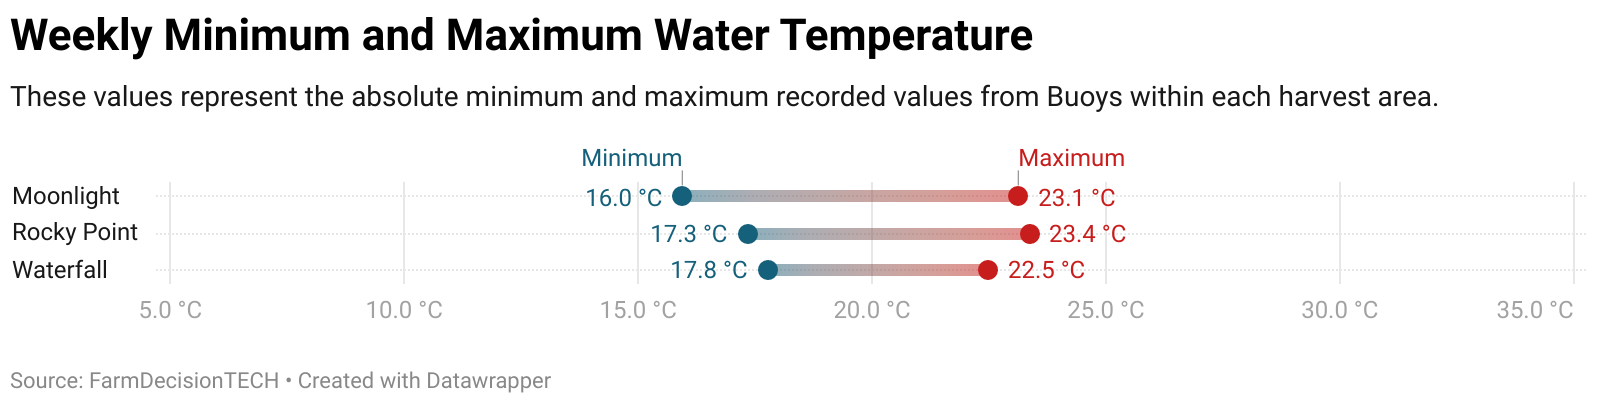 Weekly Minimum and Maximum Water Temperature
These values represent the absolute minimum and maximum recorded values from Buoys within each harvest area.
Minimum Maximum
Moonlight 16.0 °C 23.1 °C
Rocky Point 17.3 °C 23.4 °C
Waterfall 17.8 °C 22.5 °C
5.0 °C 10.0 °C 15.0 °C 20.0 °C 25.0 °C 30.0 °C 35.0 °C
Source: FarmDecisionTECH • Created with Datawrapper